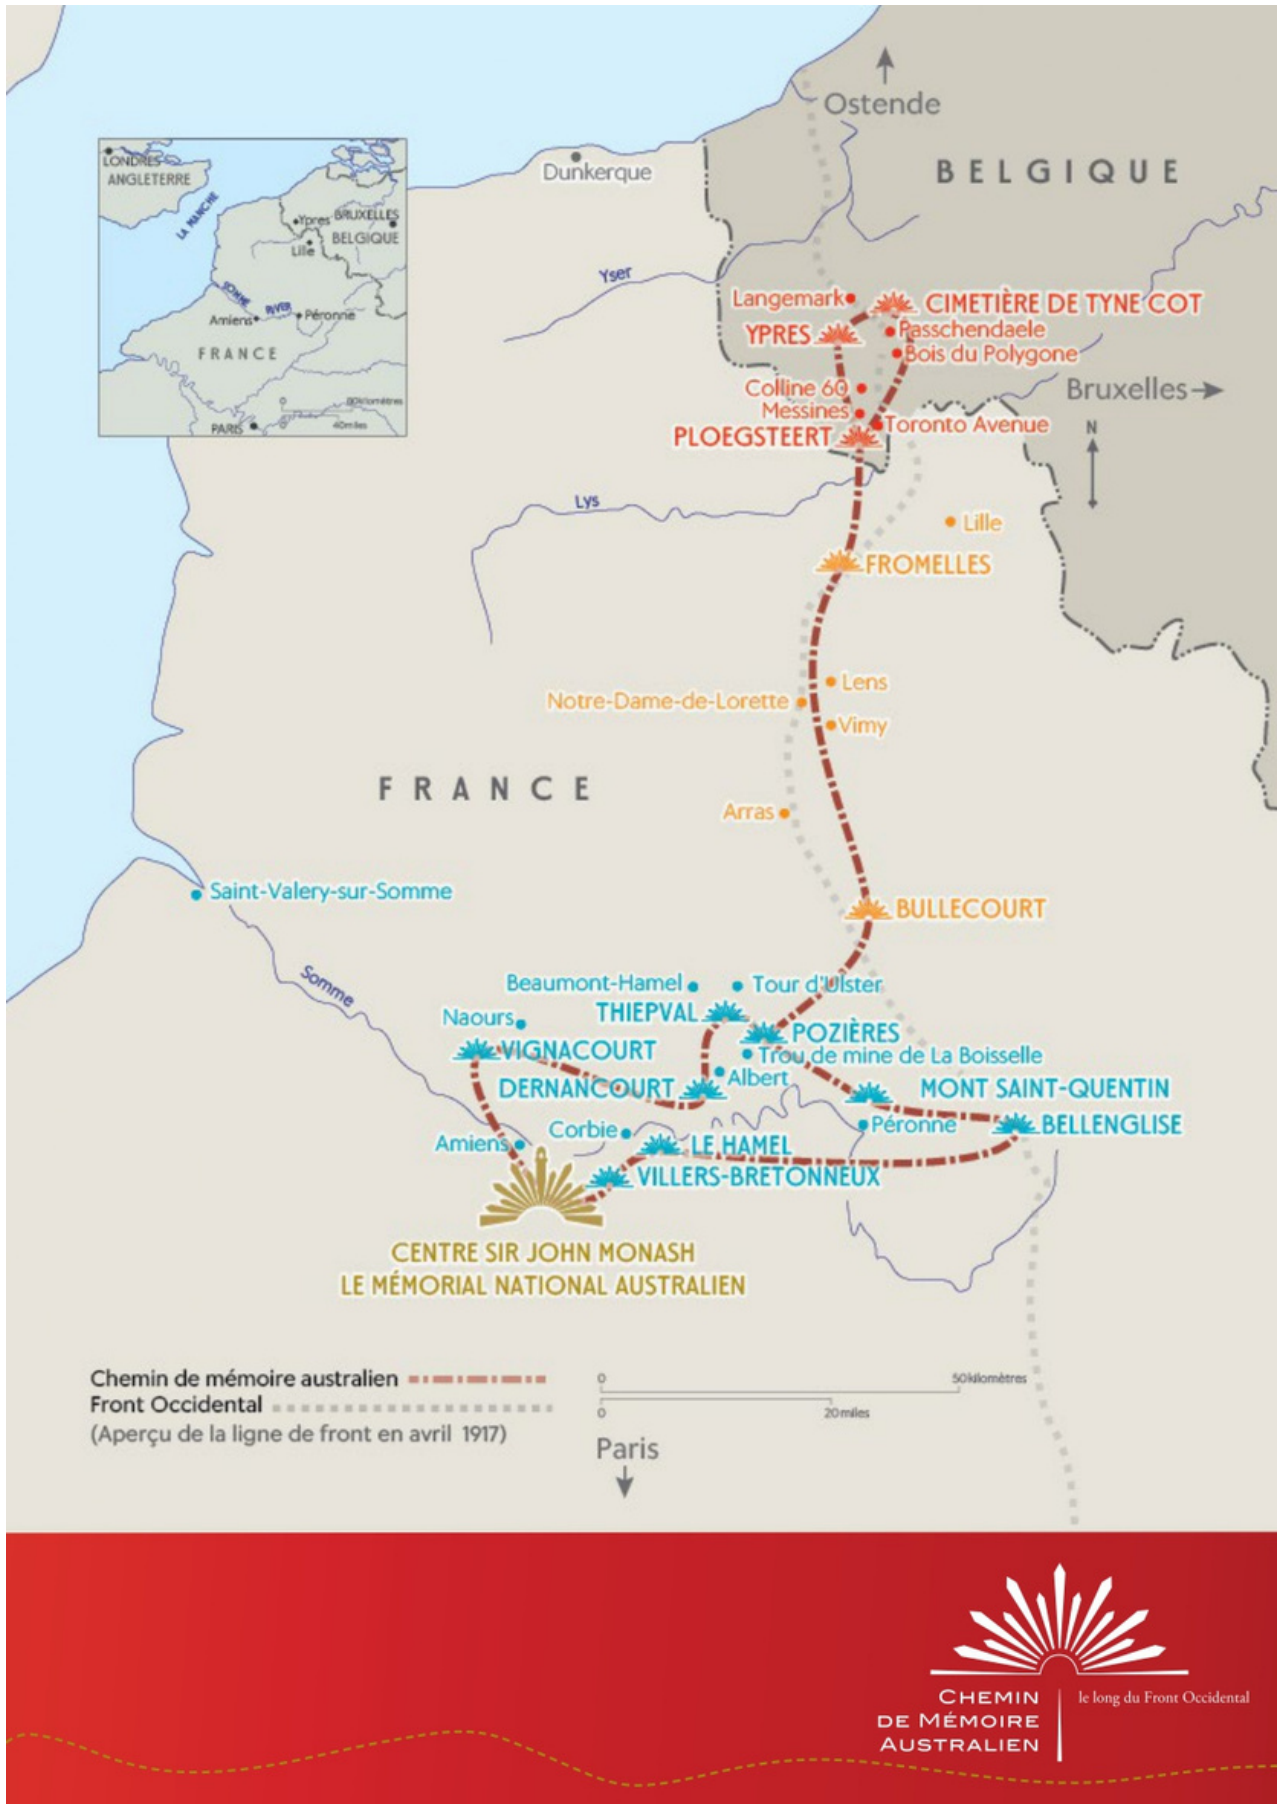 Ostende
BELGIQUE
Dunkerque
LONDRES
ANGLETERRE
LA MANCHE
Ypres
BRUXELLES
BELGIQUE
Lille
SOMME RIVER
Amiens
Péronne
FRANCE
80kilomètres
0
0
40miles
PARIS
Yser
Langemark
CIMETIÈRE DE TYNE COT
YPRES
Passchendaele
Bois du Polygone
Colline 60
Bruxelles
Messines
PLOEGSTEERT
Toronto Avenue
N
Lys
Lille
FROMELLES
Lens
Notre-Dame-de-Lorette
Vimy
FRANCE
Arras
Saint-Valery-sur-Somme
BULLECOURT
Somme
Beaumont-Hamel
Tour d'Ulster
THIEPVAL
Naours
POZIÈRES
VIGNACOURT
Trou de mine de La Boisselle
DERNANCOURT
Albert
MONT SAINT-QUENTIN
Péronne
BELLENGLISE
Corbie
Amiens
LE HAMEL
VILLERS-BRETONNEUX
CENTRE SIR JOHN MONASH
LE MÉMORIAL NATIONAL AUSTRALIEN
Chemin de mémoire australien
Front Occidental
(Aperçu de la ligne de front en avril 1917)
0
50kilomètres
0
20miles
Paris
CHEMIN
DE MÉMOIRE
AUSTRALIEN
le long du Front Occidental